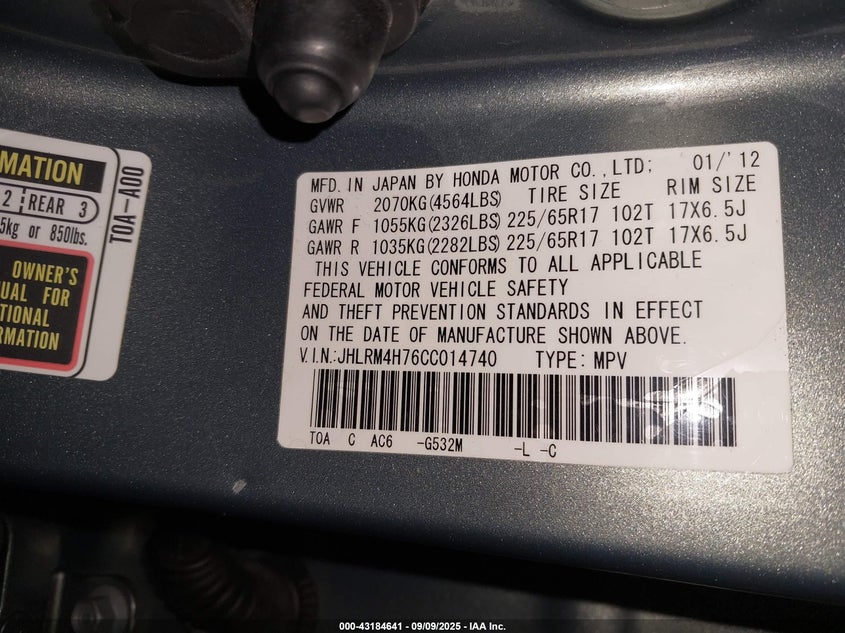 MATION
2 REAR 3
5kg or 850lbs.
OWNER'S
UAL FOR
TIONAL
RMATION
T0A-A00
MFD. IN JAPAN BY HONDA MOTOR CO.,LTD; 01/'12
GVWR 2070KG(4564LBS) TIRE SIZE RIM SIZE
GAWR F 1055KG(2326LBS) 225/65R17 102T 17X6.5J
GAWR R 1035KG(2282LBS) 225/65R17 102T 17X6.5J
THIS VEHICLE CONFORMS TO ALL APPLICABLE
FEDERAL MOTOR VEHICLE SAFETY
AND THEFT PREVENTION STANDARDS IN EFFECT
ON THE DATE OF MANUFACTURE SHOWN ABOVE.
V.I.N.:JHLRM4H76CC014740 TYPE: MPV
T0A C AC6 -G532M -L -C
000-43184641 - 09/09/2025 - IAA Inc.